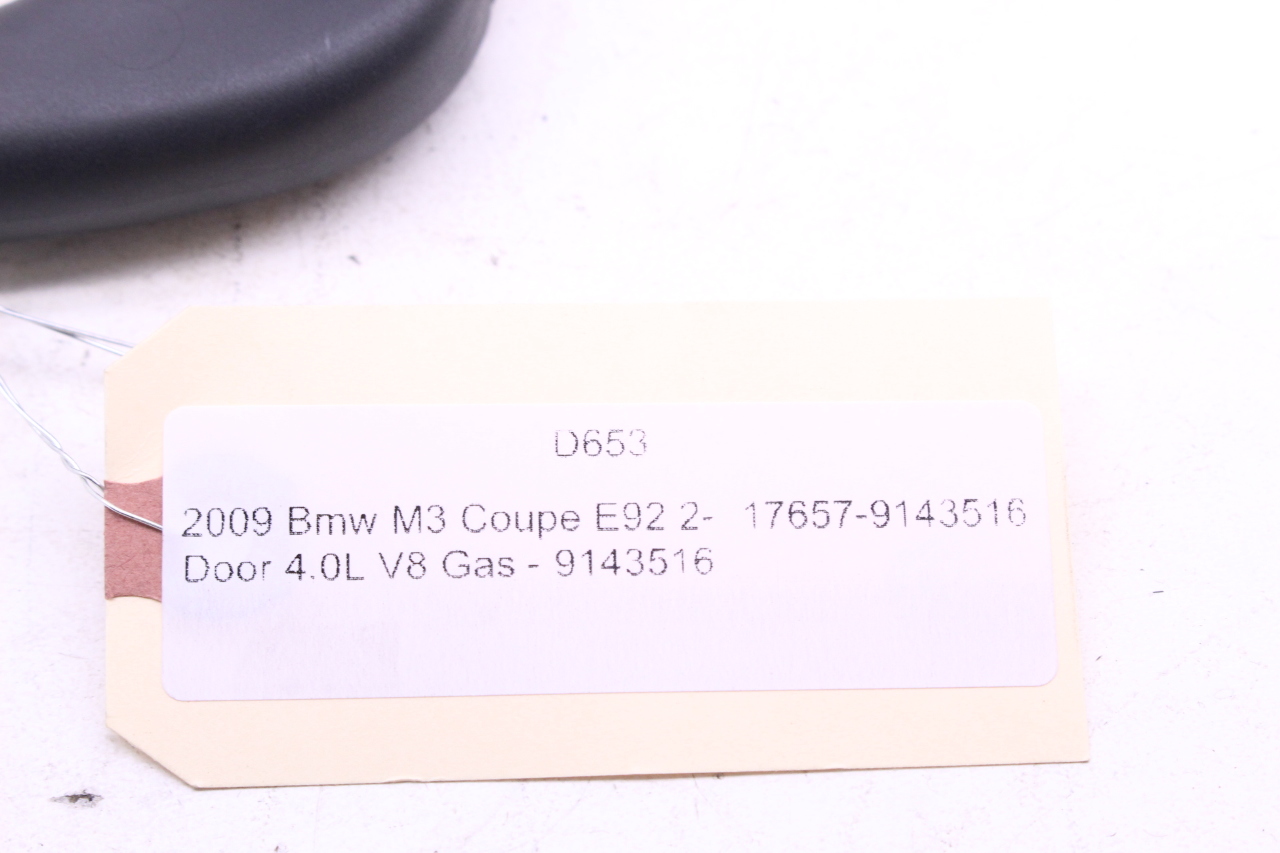 D653
2009 Bmw M3 Coupe E92 2- 17657-9143516
Door 4.0L V8 Gas - 9143516